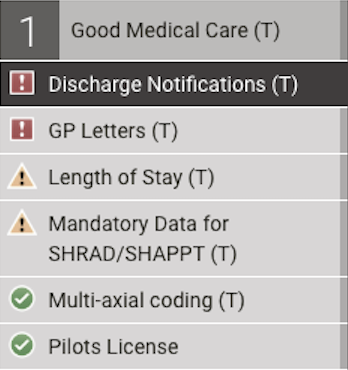 1 Good Medical Care (T)
Discharge Notifications (T)
GP Letters (T)
Length of Stay (T)
Mandatory Data for
SHRAD/SHAPPT (T)
Multi-axial coding (T)
Pilots License